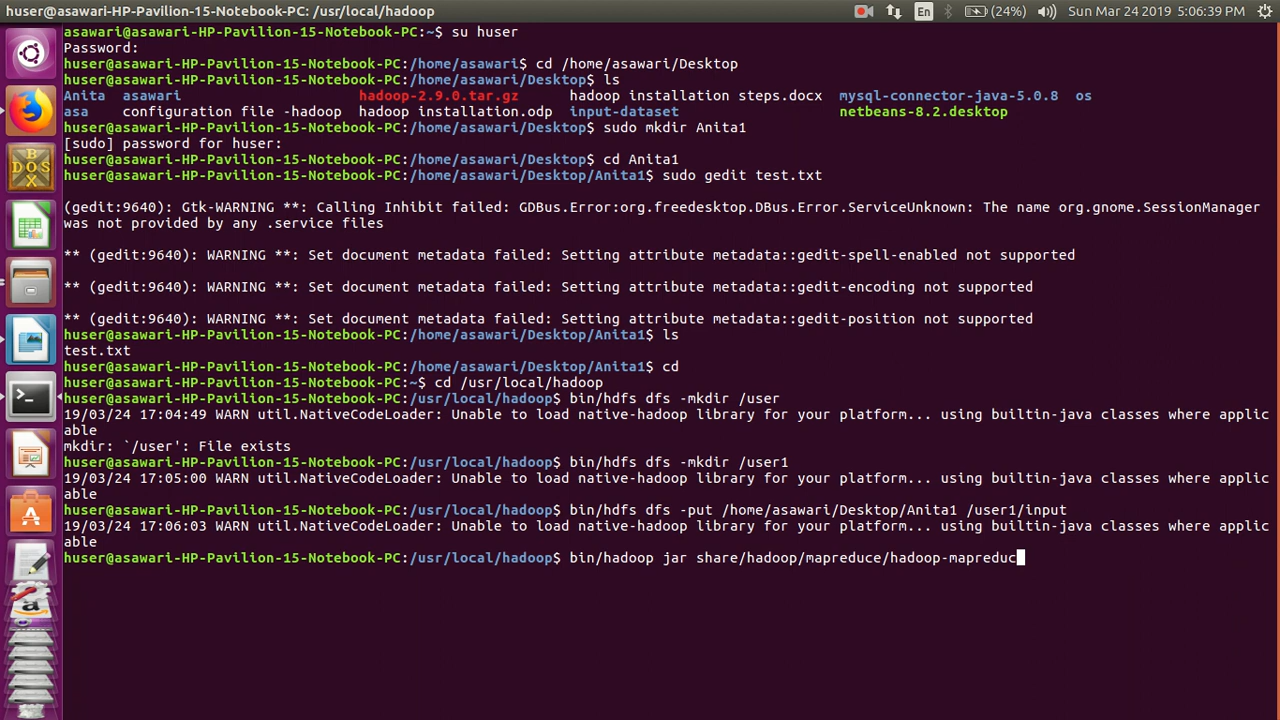 huser@asawari-HP-Pavilion-15-Notebook-PC: /usr/local/hadoop
En
(24%)
Sun Mar 24 2019 5:06:39 PM
asawari@asawari-HP-Pavilion-15-Notebook-PC:~$ su huser
Password:
huser@asawari-HP-Pavilion-15-Notebook-PC:/home/asawari$ cd /home/asawari/Desktop
huser@asawari-HP-Pavilion-15-Notebook-PC:/home/asawari/Desktop$ ls
Anita asawari hadoop-2.9.0.tar.gz hadoop installation steps.docx mysql-connector-java-5.0.8 os
asa configuration file -hadoop hadoop installation.odp input-dataset netbeans-8.2.desktop
huser@asawari-HP-Pavilion-15-Notebook-PC:/home/asawari/Desktop$ sudo mkdir Anita1
[sudo] password for huser:
huser@asawari-HP-Pavilion-15-Notebook-PC:/home/asawari/Desktop$ cd Anita1
huser@asawari-HP-Pavilion-15-Notebook-PC:/home/asawari/Desktop/Anita1$ sudo gedit test.txt
(gedit:9640): Gtk-WARNING **: Calling Inhibit failed: GDBus.Error:org.freedesktop.DBus.Error.ServiceUnknown: The name org.gnome.SessionManager
was not provided by any .service files
** (gedit:9640): WARNING **: Set document metadata failed: Setting attribute metadata::gedit-spell-enabled not supported
** (gedit:9640): WARNING **: Set document metadata failed: Setting attribute metadata::gedit-encoding not supported
** (gedit:9640): WARNING **: Set document metadata failed: Setting attribute metadata::gedit-position not supported
huser@asawari-HP-Pavilion-15-Notebook-PC:/home/asawari/Desktop/Anita1$ ls
test.txt
huser@asawari-HP-Pavilion-15-Notebook-PC:/home/asawari/Desktop/Anita1$ cd
huser@asawari-HP-Pavilion-15-Notebook-PC:~$ cd /usr/local/hadoop
huser@asawari-HP-Pavilion-15-Notebook-PC:/usr/local/hadoop$ bin/hdfs dfs -mkdir /user
19/03/24 17:04:49 WARN util.NativeCodeLoader: Unable to load native-hadoop library for your platform... using builtin-java classes where applic
able
mkdir: `/user': File exists
huser@asawari-HP-Pavilion-15-Notebook-PC:/usr/local/hadoop$ bin/hdfs dfs -mkdir /user1
19/03/24 17:05:00 WARN util.NativeCodeLoader: Unable to load native-hadoop library for your platform... using builtin-java classes where applic
able
huser@asawari-HP-Pavilion-15-Notebook-PC:/usr/local/hadoop$ bin/hdfs dfs -put /home/asawari/Desktop/Anita1 /user1/input
19/03/24 17:06:03 WARN util.NativeCodeLoader: Unable to load native-hadoop library for your platform... using builtin-java classes where applic
able
huser@asawari-HP-Pavilion-15-Notebook-PC:/usr/local/hadoop$ bin/hadoop jar share/hadoop/mapreduce/hadoop-mapreduc